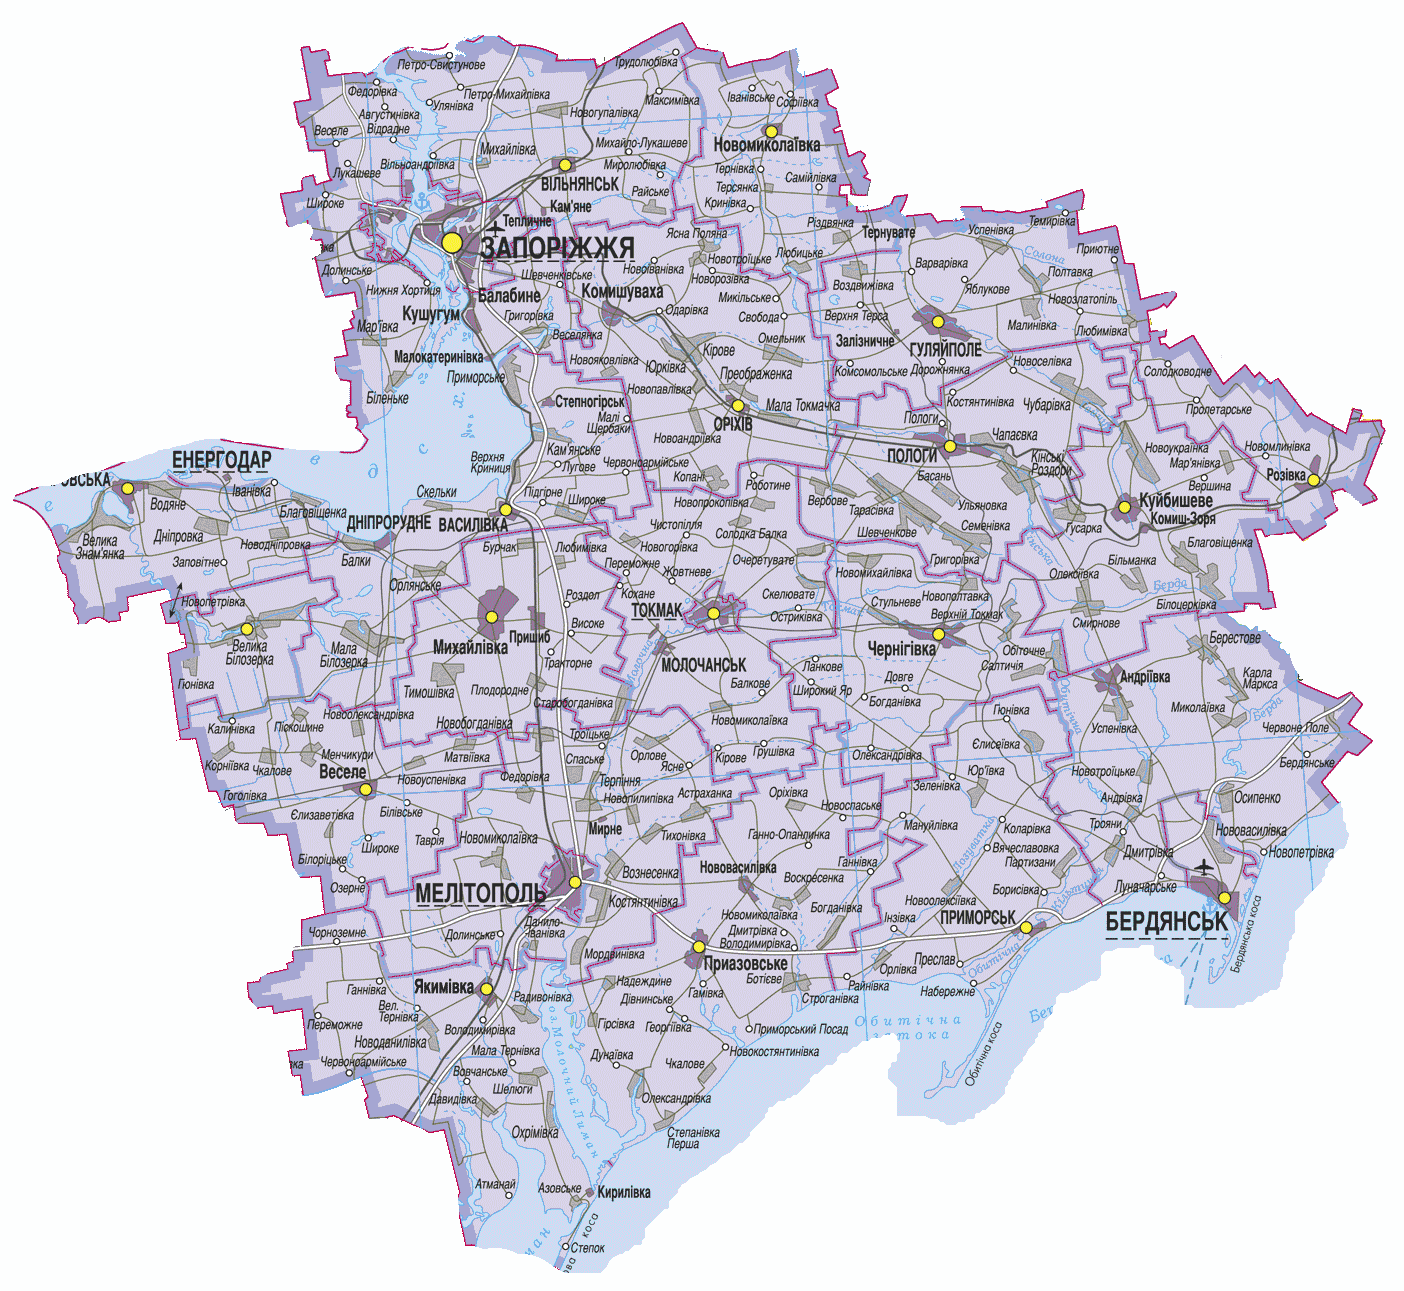 Петро-Свистунове
Трудолюбівка
Федорівка
Петро-Михайлівка
Улянівка
Максимівка
Іванівське
Софіївка
Августинівка
Новогупалівка
Веселе
Відрадне
Михайлівка
Михайло-Лукашеве
Новомиколаївка
Лукашеве
Вільноандріївка
ВІЛЬНЯНСЬК
Миролюбівка
Тернівка
Самійлівка
Широке
Райське
Терсянка
Кринівка
Кам'яне
Тепличне
ЗАПОРІЖЖЯ
Ясна Поляна
Різдвянка
Тернувате
Успенівка
Темирівка
Приютне
Долинське
Нижня Хортиця
Шевченківське
Новоіванівка
Новотроїцьке
Новорозівка
Любицьке
Варварівка
Солона
Полтавка
Балабине
Комишуваха
Микільське
Воздвижівка
Яблукове
Новозлатопіль
Кушугум
Григорівка
Одарівка
Свобода
Верхня Терса
Малинівка
Любимівка
Мар'ївка
Веселянка
Омельник
Залізничне
ГУЛЯЙПОЛЕ
Малокатеринівка
Новояковлівка
Юрківка
Кірове
Комсомольське
Дорожнянка
Новоселівка
Солодководне
Приморське
Преображенка
Біленьке
Степногірськ
Новопавлівка
Мала Токмачка
Костянтинівка
Чубарівка
Пролетарське
Малі
Щербаки
ОРІХІВ
Пологи
Новоандріївка
Чапаєвка
Новоукраїнка
Новомлинівка
ЕНЕРГОДАР
Верхня
Криниця
Кам'янське
Лугове
Червоноармійське
Копані
Роботине
ПОЛОГИ
Басань
Кінські
Роздори
Мар'янівка
Розівка
Вершина
Водяне
Іванівка
Скельки
Підгірне
Широке
Новопрокопівка
Вербове
Тарасівка
Ульяновка
Куйбишеве
Комиш-Зоря
Дніпровка
Благовіщенка
ДНІПРОРУДНЕ
ВАСИЛІВКА
Чистопілля
Солодка Балка
Шевченкове
Семенівка
Гусарка
Благовіщенка
Велика
Знам'янка
Новодніпровка
Балки
Бурчак
Любимівка
Новогорівка
Очеретувате
Григорівка
Більманка
Заповітне
Переможне
Жовтневе
Новомихайлівка
Олексіївка
Берда
Орлянське
Кохане
Скелювате
Новополтавка
Новопетрівка
Роздол
ТОКМАК
Остриківка
Токмак
Стульневе
Верхній Токмак
Смирнове
Білоцерківка
Велика
Білозерка
Мала
Білозерка
Михайлівка
Пришиб
Високе
Тракторне
МОЛОЧАНСЬК
Чернігівка
Обіточне
Салтичія
Берестове
Карла
Маркса
Гюнівка
Тимошівка
Плодородне
Молочна
Балкове
Ланкове
Широкий Яр
Довге
Богданівка
Андріївка
Миколаївка
Берда
Старобогданівка
Новоолександрівка
Новобогданівка
Новомиколаївка
Гюнівка
Обитічна
Успенівка
Червоне Поле
Калинівка
Піскошине
Троїцьке
Менчикури
Матвіївка
Орлове
Кірове
Грушівка
Олександрівка
Єлисеївка
Бердянське
Корніївка
Чкалове
Веселе
Новоуспенівка
Федорівка
Спаське
Ясне
Юр'ївка
Новотроїцьке
Терпіння
Гоголівка
Новопилипівка
Астраханка
Оріхівка
Новоспаське
Зеленівка
Андрівка
Осипенко
Єлизаветівка
Білівське
Таврія
Новомиколаївка
Мирне
Тихонівка
Ганно-Опанлинка
Мануйлівка
Коларівка
Трояни
Нововасилівка
Широке
Вячеславовка
Партизани
Дмитрівка
Новопетрівка
Білоріцьке
Озерне
Вознесенка
Нововасилівка
Ганнівка
Воскресенка
МЕЛІТОПОЛЬ
Костянтинівка
Борисівка
Кільтичія
Луначарське
Новомиколаївка
Богданівка
Новоолексіївка
ПРИМОРСЬК
БЕРДЯНСЬК
Чорноземне
Долинське
Данило-
Іванівка
Дмитрівка
Володимирівка
Інзівка
Мордвинівка
Приазовське
Преслав
Обитічна
Бердянська коса
Ганнівка
Якимівка
Надеждине
Ботієве
Орлівка
Райнівка
Набережне
Вел.
Тернівка
Радивонівка
Дівнинське
Гамівка
Строганівка
Переможне
Володимирівка
Гірсівка
Георгіївка
Приморський Посад
Обитічна
затока
Новоданилівка
Мала Тернівка
Дунаївка
Новокостянтинівка
Обитічна коса
Червоноармійське
Вовчанське
Чкалове
Давидівка
Шелюги
Олександрівка
оз. Молочний Лиман
Охрімівка
Степанівка
Перша
Атманай
Азовське
Кирилівка
Степок
коса